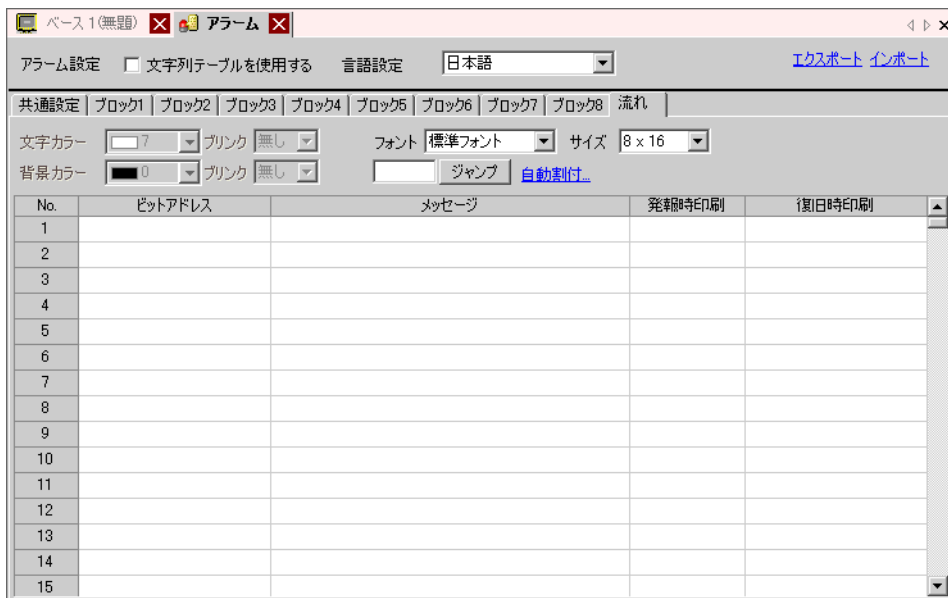 ベース1(無題) アラーム
アラーム設定 文字列テーブルを使用する 言語設定 日本語 エクスポート インポート
共通設定 ブロック1 ブロック2 ブロック3 ブロック4 ブロック5 ブロック6 ブロック7 ブロック8 流れ
文字カラー 7 ブリンク 無し フォント 標準フォント サイズ 8 x 16
背景カラー 0 ブリンク 無し ジャンプ 自動割付...
No. ビットアドレス メッセージ 発報時印刷 復旧時印刷
1
2
3
4
5
6
7
8
9
10
11
12
13
14
15